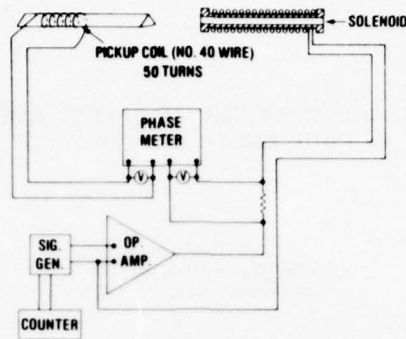 SOLENOID
PICKUP COIL (NO. 40 WIRE)
50 TURNS
PHASE
METER
V
V
SIG.
GEN.
OP.
AMP.
COUNTER